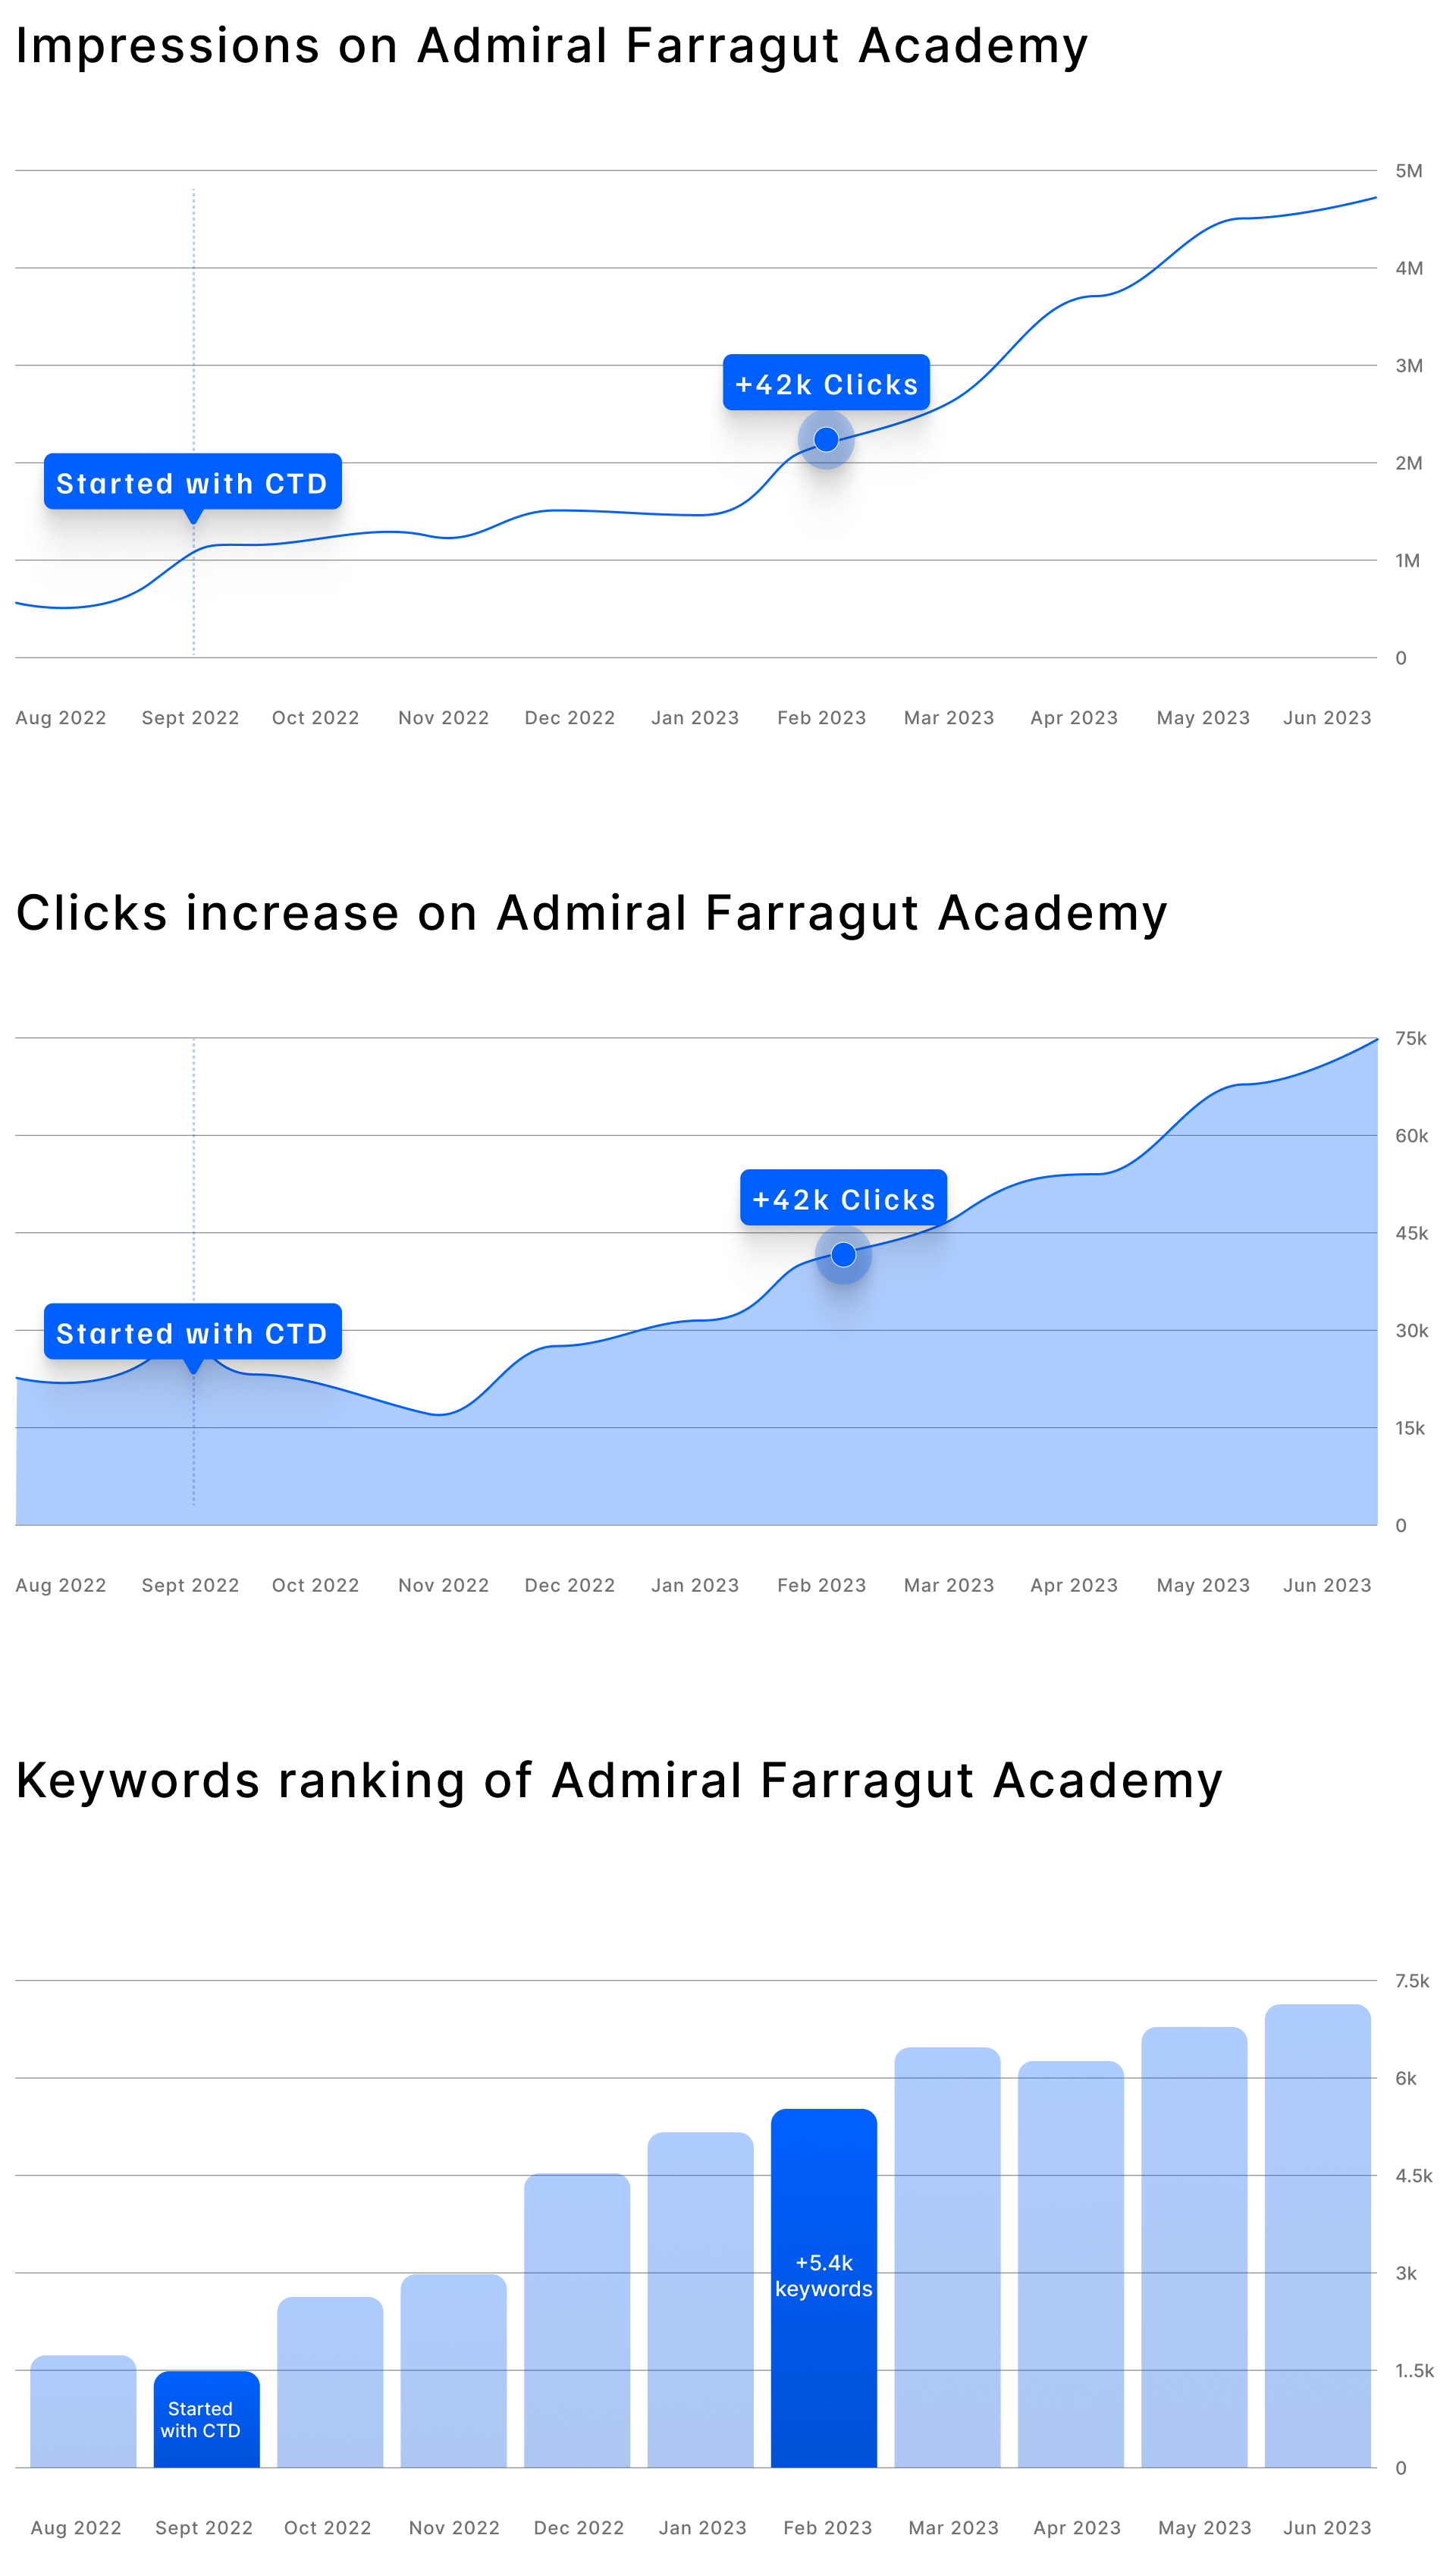 Impressions on Admiral Farragut Academy
5M
4M
3M
+42k Clicks
2M
Started with CTD
1M
0
Aug 2022 Sept 2022 Oct 2022 Nov 2022 Dec 2022 Jan 2023 Feb 2023 Mar 2023 Apr 2023 May 2023 Jun 2023
Clicks increase on Admiral Farragut Academy
75k
60k
+42k Clicks
45k
Started with CTD
30k
15k
0
Aug 2022 Sept 2022 Oct 2022 Nov 2022 Dec 2022 Jan 2023 Feb 2023 Mar 2023 Apr 2023 May 2023 Jun 2023
Keywords ranking of Admiral Farragut Academy
7.5k
6k
4.5k
+5.4k
keywords
3k
1..5k
Started
with CTD
0
Aug 2022 Sept 2022 Oct 2022 Nov 2022 Dec 2022 Jan 2023 Feb 2023 Mar 2023 Apr 2023 May 2023 Jun 2023